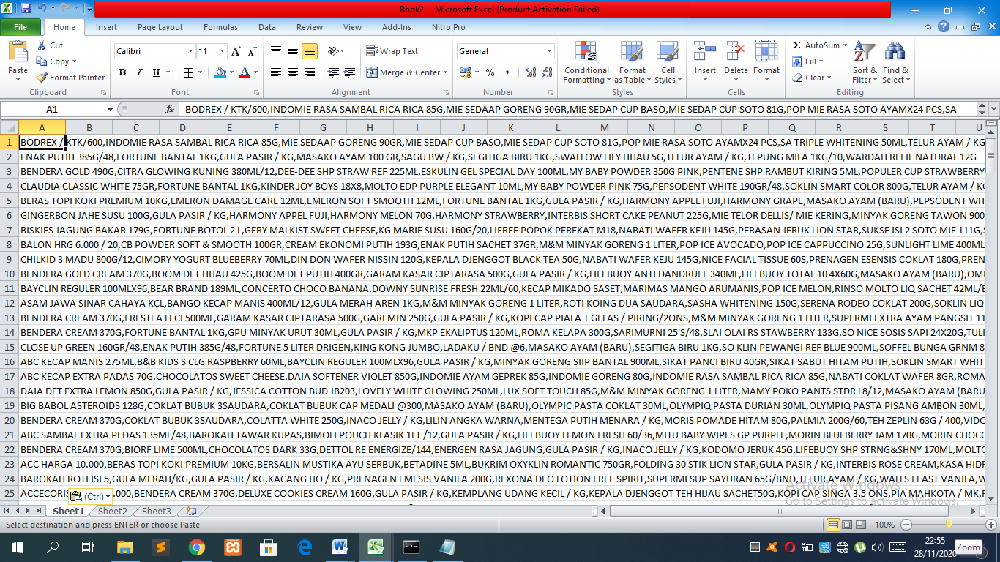 Book2 - Microsoft Excel (Product Activation Failed)
File Home Insert Page Layout Formulas Data Review View Add-Ins Nitro Pro
Paste Cut Copy Format Painter Clipboard
Calibri 11 B I U Font
Wrap Text Merge & Center Alignment
General % , Number
Conditional Formatting Format as Table Cell Styles Styles
Insert Delete Format Cells
AutoSum Fill Clear Sort & Filter Find & Select Editing
A1 fx BODREX / KTK/600,INDOMIE RASA SAMBAL RICA RICA 85G,MIE SEDAAP GORENG 90GR,MIE SEDAP CUP BASO,MIE SEDAP CUP SOTO 81G,POP MIE RASA SOTO AYAMX24 PCS,SA
A B C D E F G H I J K L M N O P Q R S T U
1 BODREX / KTK/600,INDOMIE RASA SAMBAL RICA RICA 85G,MIE SEDAAP GORENG 90GR,MIE SEDAP CUP BASO,MIE SEDAP CUP SOTO 81G,POP MIE RASA SOTO AYAMX24 PCS,SA TRIPLE WHITENING 50ML,TELUR AYAM / KG
2 ENAK PUTIH 385G/48,FORTUNE BANTAL 1KG,GULA PASIR / KG,MASAKO AYAM 100 GR,SAGU BW / KG,SEGITIGA BIRU 1KG,SWALLOW LILY HIJAU 5G,TELUR AYAM / KG,TEPUNG MILA 1KG/10,WARDAH REFIL NATURAL 12G
3 BENDERA GOLD 490G,CITRA GLOWING KUNING 380ML/12,DEE-DEE SHP STRAW REF 225ML,ESKULIN GEL SPECIAL DAY 100ML,MY BABY POWDER 350G PINK,PENTENE SHP RAMBUT KIRING 5ML,POPULER CUP STRAWBERRY
4 CLAUDIA CLASSIC WHITE 75GR,FORTUNE BANTAL 1KG,KINDER JOY BOYS 18X8,MOLTO EDP PURPLE ELEGANT 10ML,MY BABY POWDER PINK 75G,PEPSODENT WHITE 190GR/48,SOKLIN SMART COLOR 800G,TELUR AYAM / KG
5 BERAS TOPI KOKI PREMIUM 10KG,EMERON DAMAGE CARE 12ML,EMERON SOFT SMOOTH 12ML,FORTUNE BANTAL 1KG,GULA PASIR / KG,HARMONY APPEL FUJI,HARMONY GRAPE,MASAKO AYAM (BARU),PEPSODENT WH
6 GINGERBON JAHE SUSU 100G,GULA PASIR / KG,HARMONY APPEL FUJI,HARMONY MELON 70G,HARMONY STRAWBERRY,INTERBIS SHORT CAKE PEANUT 225G,MIE TELOR DELLIS/ MIE KERING,MINYAK GORENG TAWON 900
7 BISKIES JAGUNG BAKAR 179G,FORTUNE BOTOL 2 L,GERY MALKIST SWEET CHEESE,KG MARIE SUSU 160G/20,LIFREE POPOK PEREKAT M18,NABATI WAFER KEJU 145G,PERASAN JERUK LION STAR,SUKSE ISI 2 SOTO MIE 111G,S
8 BALON HRG 6.000 / 20,CB POWDER SOFT & SMOOTH 100GR,CREAM EKONOMI PUTIH 193G,ENAK PUTIH SACHET 37GR,M&M MINYAK GORENG 1 LITER,POP ICE AVOCADO,POP ICE CAPPUCCINO 25G,SUNLIGHT LIME 400ML,
9 CHILKID 3 MADU 800G/12,CIMORY YOGURT BLUEBERRY 70ML,DIN DON WAFER NISSIN 120G,KEPALA DJENGGOT BLACK TEA 50G,NABATI WAFER KEJU 145G,NICE FACIAL TISSUE 60S,PRENAGEN ESENSIS COKLAT 180G,PREN
10 BENDERA GOLD CREAM 370G,BOOM DET HIJAU 425G,BOOM DET PUTIH 400GR,GARAM KASAR CIPTARASA 500G,GULA PASIR / KG,LIFEBUOY ANTI DANDRUFF 340ML,LIFEBUOY TOTAL 10 4X60G,MASAKO AYAM (BARU),OMI
11 BAYCLIN REGULER 100MLX96,BEAR BRAND 189ML,CONCERTO CHOCO BANANA,DOWNY SUNRISE FRESH 22ML/60,KECAP MIKADO SASET,MARIMAS MANGO ARUMANIS,POP ICE MELON,RINSO MOLTO LIQ SACHET 42ML/E
12 ASAM JAWA SINAR CAHAYA KCL,BANGO KECAP MANIS 400ML/12,GULA MERAH AREN 1KG,M&M MINYAK GORENG 1 LITER,ROTI KOING DUA SAUDARA,SASHA WHITENING 150G,SERENA RODEO COKLAT 200G,SOKLIN LIQ
13 BENDERA CREAM 370G,FRESTEA LECI 500ML,GARAM KASAR CIPTARASA 500G,GAREMIN 250G,GULA PASIR / KG,KOPI CAP PIALA + GELAS / PIRING/2ONS,M&M MINYAK GORENG 1 LITER,SUPERMI EXTRA AYAM PANGSIT 11
14 BENDERA CREAM 370G,FORTUNE BANTAL 1KG,GPU MINYAK URUT 30ML,GULA PASIR / KG,MKP EKALIPTUS 120ML,ROMA KELAPA 300G,SARIMURNI 25'S/48,SLAI OLAI RS STAWBERRY 133G,SO NICE SOSIS SAPI 24X20G,TULI
15 CLOSE UP GREEN 160GR/48,ENAK PUTIH 385G/48,FORTUNE 5 LITER DRIGEN,KING KONG JUMBO,LADAKU / BND @6,MASAKO AYAM (BARU),SEGITIGA BIRU 1KG,SO KLIN PEWANGI REF BLUE 900ML,SOFFEL BUNGA GRNM 8
16 ABC KECAP MANIS 275ML,B&B KIDS S CLG RASPBERRY 60ML,BAYCLIN REGULER 100MLX96,GULA PASIR / KG,MINYAK GORENG SIIP BANTAL 900ML,SIKAT PANCI BIRU 40GR,SIKAT SABUT HITAM PUTIH,SOKLIN SMART WHIT
17 ABC KECAP EXTRA PADAS 70G,CHOCOLATOS SWEET CHEESE,DAIA SOFTENER VIOLET 850G,INDOMIE AYAM GEPREK 85G,INDOMIE GORENG 80G,INDOMIE RASA SAMBAL RICA RICA 85G,NABATI COKLAT WAFER 8GR,ROMA
18 DAIA DET EXTRA LEMON 850G,GULA PASIR / KG,JESSICA COTTON BUD JB203,LOVELY WHITE GLOWING 250ML,LUX SOFT TOUCH 85G,M&M MINYAK GORENG 1 LITER,MAMY POKO PANTS STDR L8/12,MASAKO AYAM (BARU
19 BIG BABOL ASTEROIDS 128G,COKLAT BUBUK 3SAUDARA,COKLAT BUBUK CAP MEDALI @300,MASAKO AYAM (BARU),OLYMPIC PASTA COKLAT 30ML,OLYMPIQ PASTA DURIAN 30ML,OLYMPIQ PASTA PISANG AMBON 30ML,
20 BENDERA CREAM 370G,COKLAT BUBUK 3SAUDARA,COLATTA WHITE 250G,INACO JELLY / KG,LILIN ANGKA WARNA,MENTEGA PUTIH MENARA / KG,MORIS POMADE HITAM 80G,PALMIA 200G/60,TEH ZEPLIN 63G / 400,VIDO
21 ABC SAMBAL EXTRA PEDAS 135ML/48,BAROKAH TAWAR KUPAS,BIMOLI POUCH KLASIK 1LT /12,GULA PASIR / KG,LIFEBUOY LEMON FRESH 60/36,MITU BABY WIPES GP PURPLE,MORIN BLUEBERRY JAM 170G,MORIN CHOCO
22 BENDERA CREAM 370G,BIORF LIME 500ML,CHOCOLATOS DARK 33G,DETTOL RE ENERGIZE/144,ENERGEN RASA JAGUNG,GULA PASIR / KG,INACO JELLY / KG,KODOMO JERUK 45G,LIFEBUOY SHP STRNG&SHNY 170ML,MOLTO
23 ACC HARGA 10.000,BERAS TOPI KOKI PREMIUM 10KG,BERSALIN MUSTIKA AYU SERBUK,BETADINE 5ML,BUKRIM OXYKLIN ROMANTIC 750GR,FOLDING 30 STIK LION STAR,GULA PASIR / KG,INTERBIS ROSE CREAM,KASA HIDR
24 BAROKAH ROTI ISI 5,GULA MERAH/KG,GULA PASIR / KG,KACANG IJO / KG,PRENAGEN EMESIS VANILA 200G,REXONA DEO LOTION FREE SPIRIT,SUPERMI SUP SAYURAN 65G/BND,TELUR AYAM / KG,WALLS FEAST VANILA,W
25 ACCECORIS .000,BENDERA CREAM 370G,DELUXE COOKIES CREAM 160G,GULA PASIR / KG,KEMPLANG UDANG KECIL / KG,KEPALA DJENGGOT TEH HIJAU SACHET50G,KOPI CAP SINGA 3.5 ONS,PIA MAHKOTA / MK,
(Ctrl)
Activate Windows
Go to Settings to activate Windows.
Sheet1 Sheet2 Sheet3
Select destination and press ENTER or choose Paste 100%
22:55
28/11/2020
Zoom